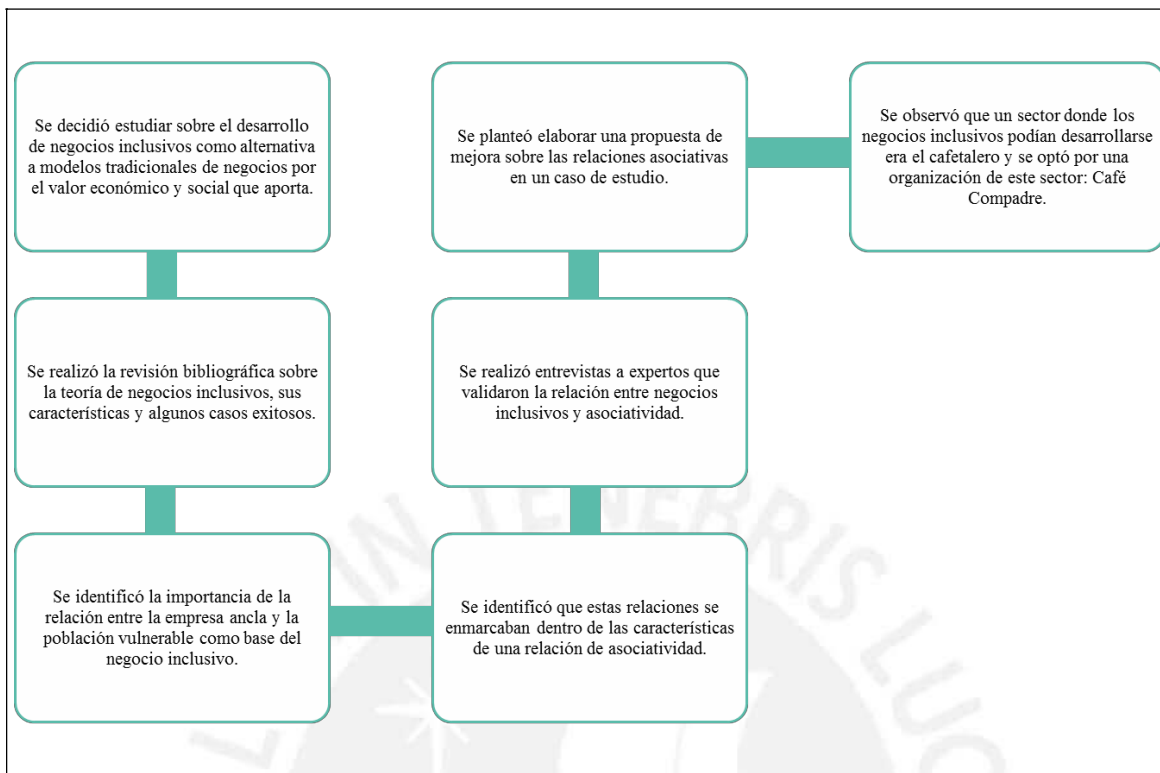 Se decidió estudiar sobre el desarrollo
de negocios inclusivos como alternativa
a modelos tradicionales de negocios por
el valor económico y social que aporta.
Se realizó la revisión bibliográfica sobre
la teoría de negocios inclusivos, sus
características y algunos casos exitosos.
Se identificó la importancia de la
relación entre la empresa ancla y la
población vulnerable como base del
negocio inclusivo.
Se identificó que estas relaciones se
enmarcaban dentro de las características
de una relación de asociatividad.
Se realizó entrevistas a expertos que
validaron la relación entre negocios
inclusivos y asociatividad.
Se planteó elaborar una propuesta de
mejora sobre las relaciones asociativas
en un caso de estudio.
Se observó que un sector donde los
negocios inclusivos podían desarrollarse
era el cafetalero y se optó por una
organización de este sector: Café
Compadre.
IN TENEBRIS LUC